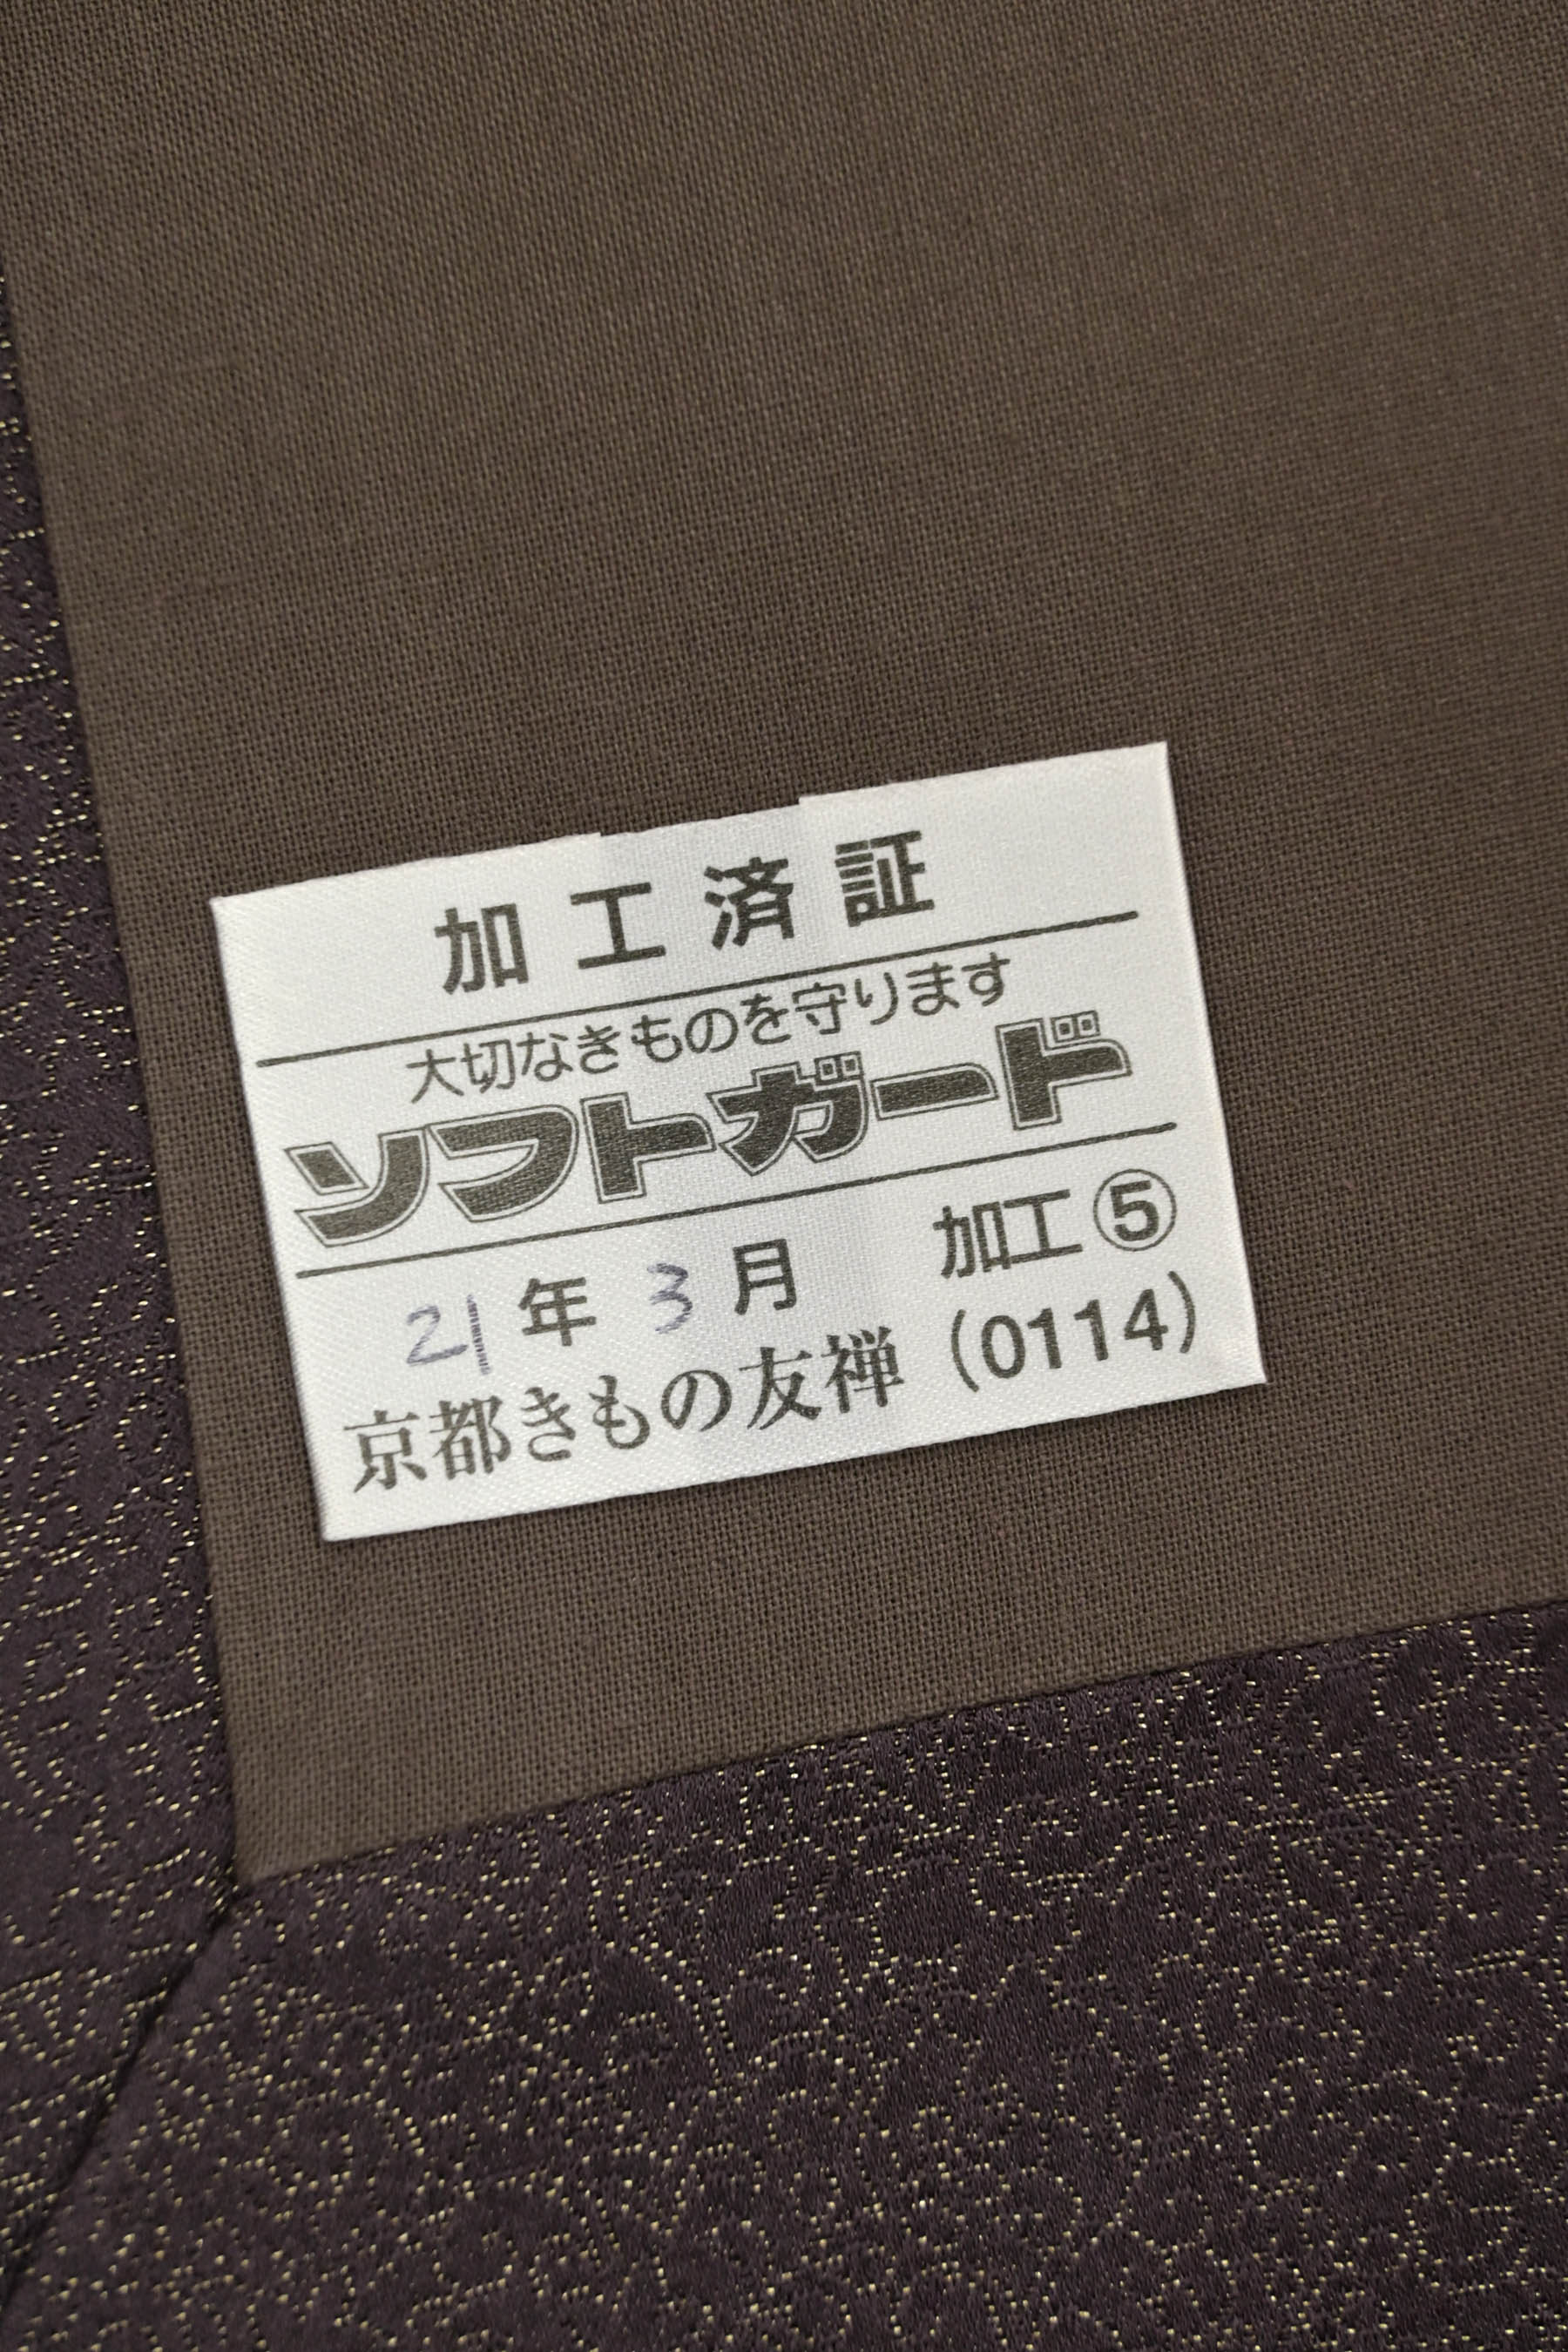 加工済証
大切なきものを守ります
ソフトガード
21年3月 加工⑤
京都きもの友禅 (0114)